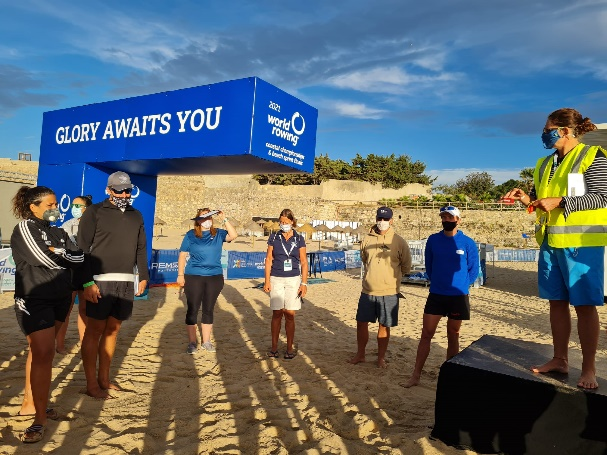 GLORY AWAITS YOU
2021
world
rowing
coastal championships
& beach sprint finals